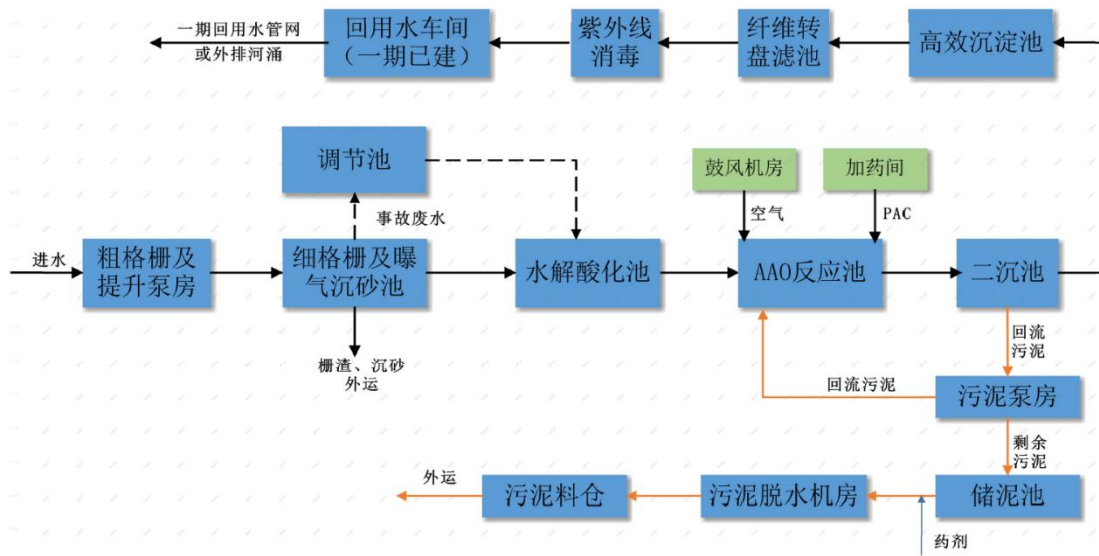 一期回用水管网
或外排河涌
回用水车间
（一期已建）
紫外线
消毒
纤维转
盘滤池
高效沉淀池
调节池
鼓风机房
加药间
事故废水
空气
PAC
进水
粗格栅及
提升泵房
细格栅及曝
气沉砂池
水解酸化池
AAO反应池
二沉池
栅渣、沉砂
外运
回流
污泥
回流污泥
污泥泵房
剩余
污泥
外运
污泥料仓
污泥脱水机房
储泥池
药剂